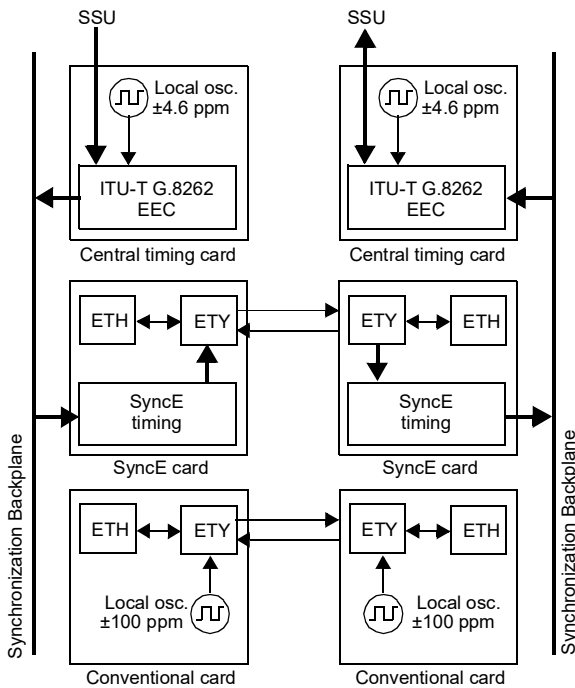 SSU
SSU
Local osc.
±4.6 ppm
Local osc.
±4.6 ppm
ITU-T G.8262
EEC
ITU-T G.8262
EEC
Central timing card
Central timing card
ETH
ETY
ETY
ETH
SyncE
timing
SyncE
timing
SyncE card
SyncE card
ETH
ETY
ETY
ETH
Local osc.
±100 ppm
Local osc.
±100 ppm
Conventional card
Conventional card
Synchronization Backplane
Synchronization Backplane